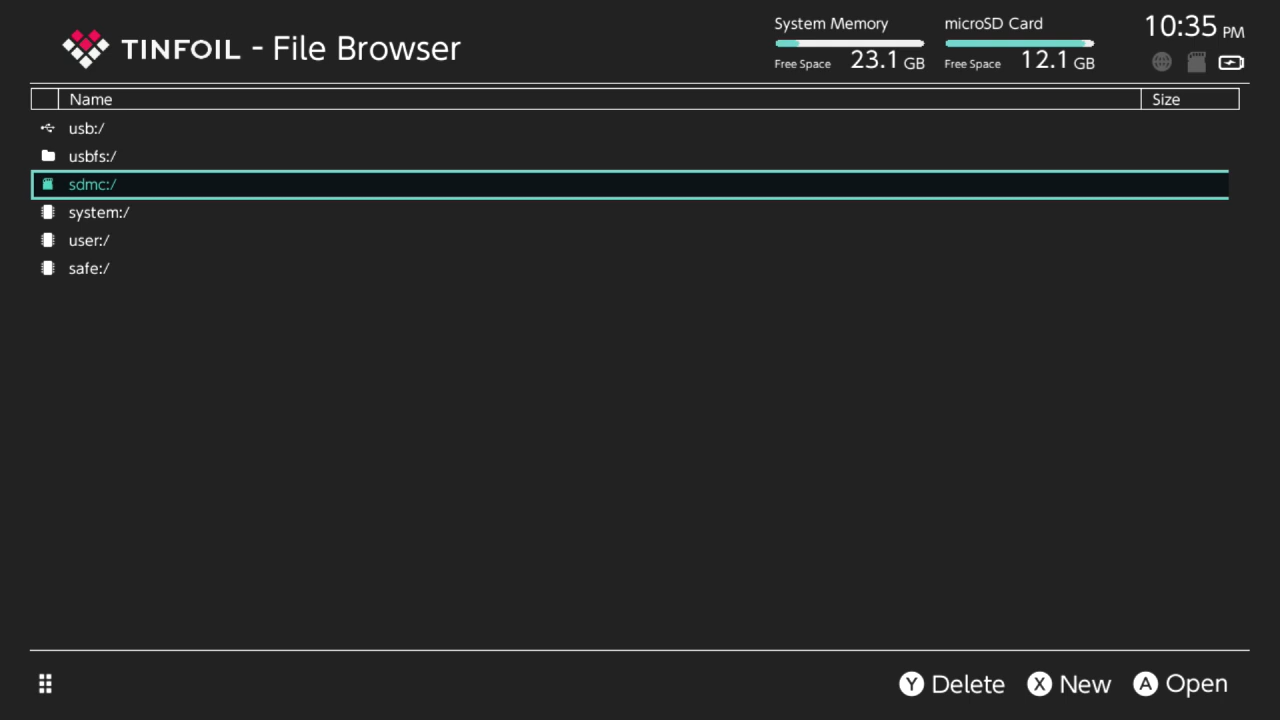 TINFOIL - File Browser
System Memory
Free Space 23.1 GB
microSD Card
Free Space 12.1 GB
10:35 PM
Name Size
usb:/
usbfs:/
sdmc:/
system:/
user:/
safe:/
Y Delete X New A Open